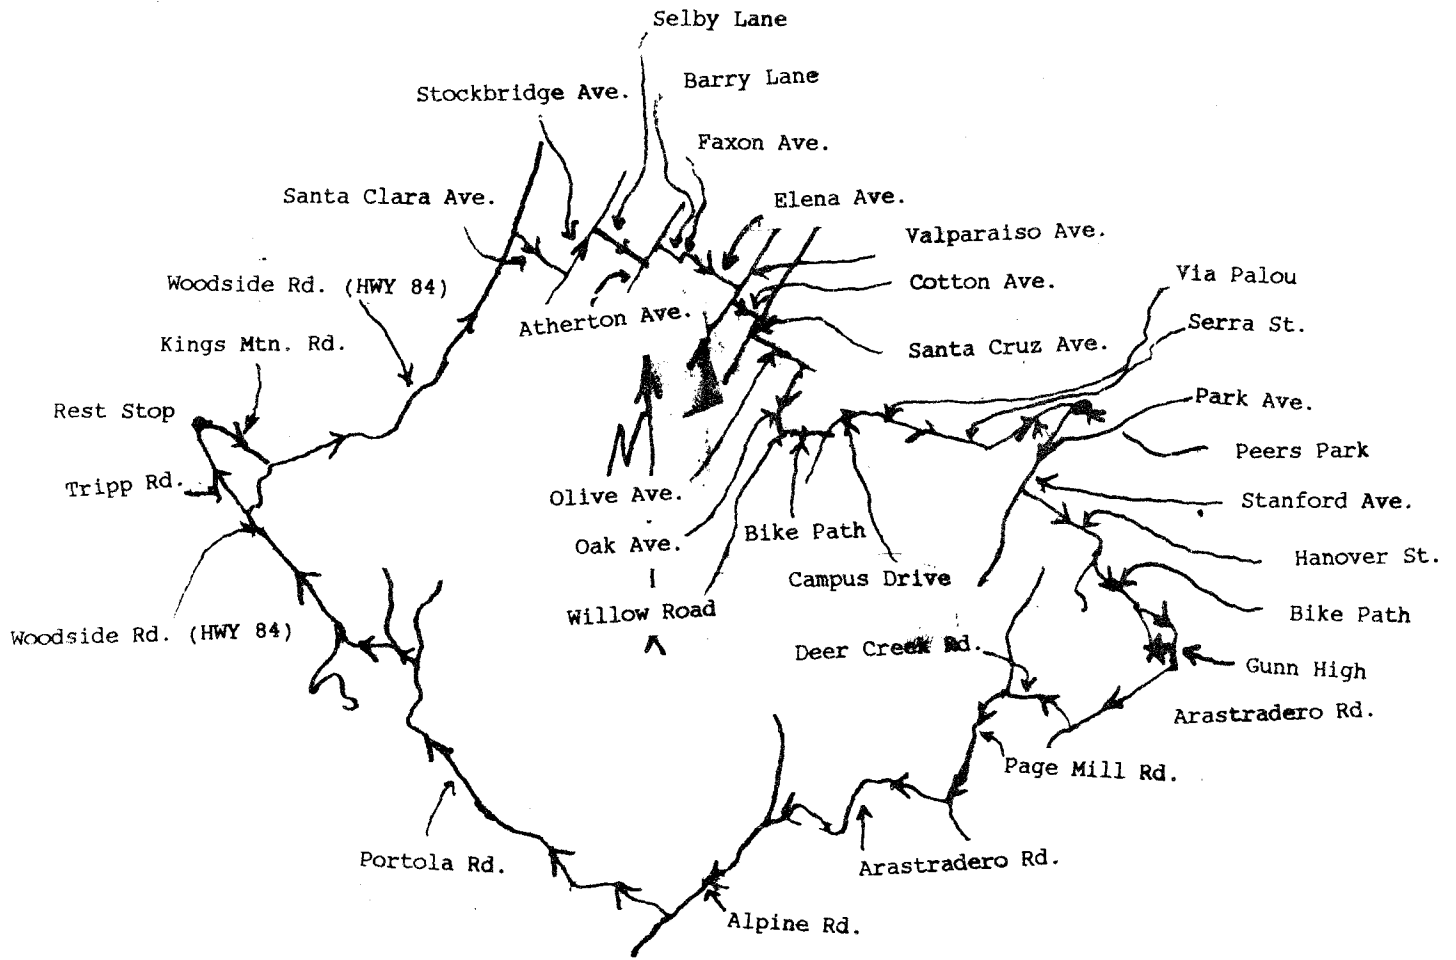 Selby Lane
Barry Lane
Stockbridge Ave.
Faxon Ave.
Santa Clara Ave.
Elena Ave.
Valparaiso Ave.
Via Palou
Woodside Rd. (HWY 84)
Cotton Ave.
Atherton Ave.
Serra St.
Kings Mtn. Rd.
Santa Cruz Ave.
Rest Stop
Park Ave.
N
Peers Park
Tripp Rd.
Olive Ave.
Stanford Ave.
Oak Ave.
Bike Path
Hanover St.
Campus Drive
Willow Road
Bike Path
Woodside Rd. (HWY 84)
Deer Creek Rd.
Gunn High
Arastradero Rd.
Page Mill Rd.
Portola Rd.
Arastradero Rd.
Alpine Rd.